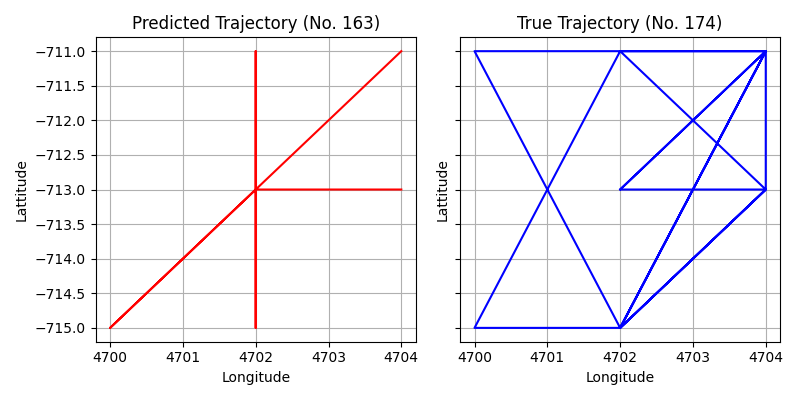 Predicted Trajectory (No. 163)
True Trajectory (No. 174)
−711.0
−711.5
−712.0
−712.5
−713.0
−713.5
−714.0
−714.5
−715.0
Lattitude
Lattitude
4700 4701 4702 4703 4704
4700 4701 4702 4703 4704
Longitude
Longitude